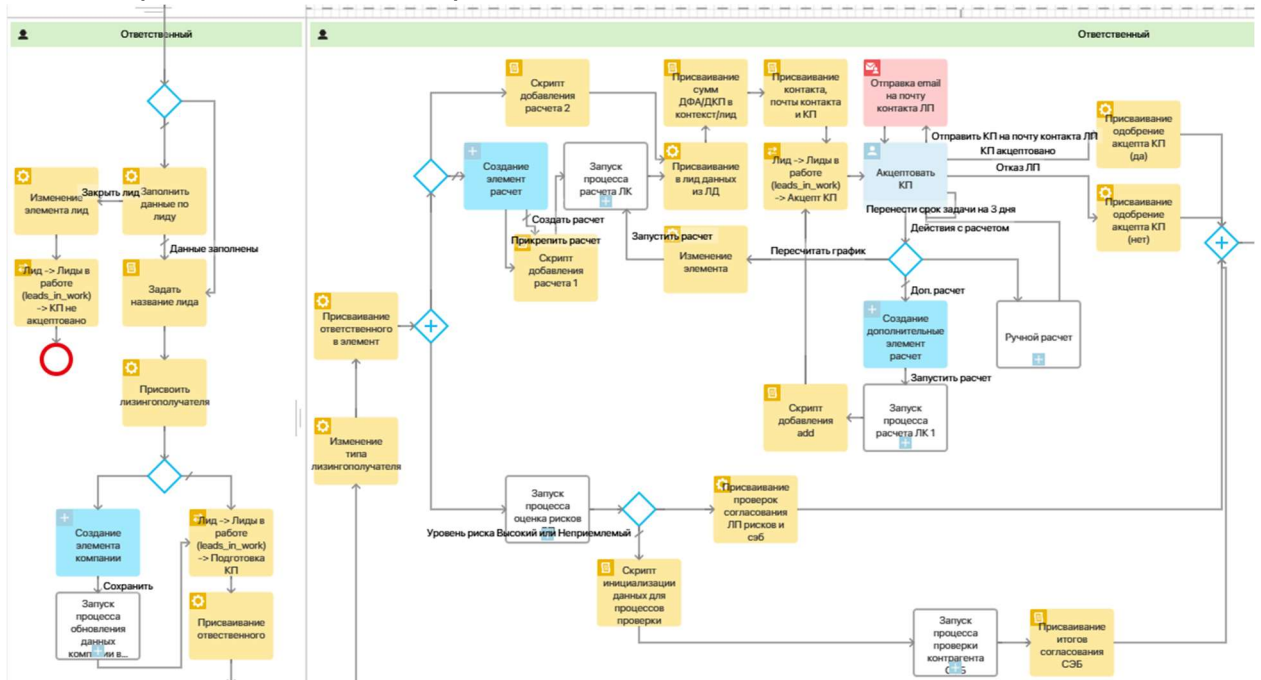 Ответственный
Ответственный
Закрыть лид
Изменение
элемента лид
Заполнить
данные по
лиду
Данные заполнены
Лид -> Лиды в
работе
(leads_in_work)
-> КП не
акцептовано
Задать
название лида
Присвоить
лизингополучателя
Создание
элемента
компании
Сохранить
Запуск
процесса
обновления
данных
компании в...
Лид -> Лиды в
работе
(leads_in_work)
-> Подготовка
КП
Присваивание
отвественного
Присваивание
ответственного
в элемент
Изменение
типа
лизингополучателя
Скрипт
добавления
расчета 2
Создание
элемент
расчет
Создать расчет
Прикрепить расчет
Скрипт
добавления
расчета 1
Запуск
процесса
расчета ЛК
Запустить расчет
Присваивание
сумм
ДФА/ДКП в
контекст/лид
Присваивание
в лид данных
из ЛД
Изменение
элемента
Пересчитать график
Присваивание
контакта,
почты контакта
и КП
Лид -> Лиды в
работе
(leads_in_work)
-> Акцепт КП
Отправка email
на почту
контакта ЛП
Отправить КП на почту контакта ЛП
КП акцептовано
Акцептовать
КП
Отказ ЛП
Перенести срок задачи на 3 дня
Действия с расчетом
Присваивание
одобрение
акцепта КП
(да)
Присваивание
одобрение
акцепта КП
(нет)
Доп. расчет
Создание
дополнительные
элемент
расчет
Запустить расчет
Ручной расчет
Скрипт
добавления
add
Запуск
процесса
расчета ЛК 1
Запуск
процесса
оценка рисков
Уровень риска Высокий или Неприемлемый
Присваивание
проверок
согласования
ЛП рисков и
сэб
Скрипт
инициализации
данных для
процессов
проверки
Запуск
процесса
проверки
контрагента
СЭБ
Присваивание
итогов
согласования
СЭБ